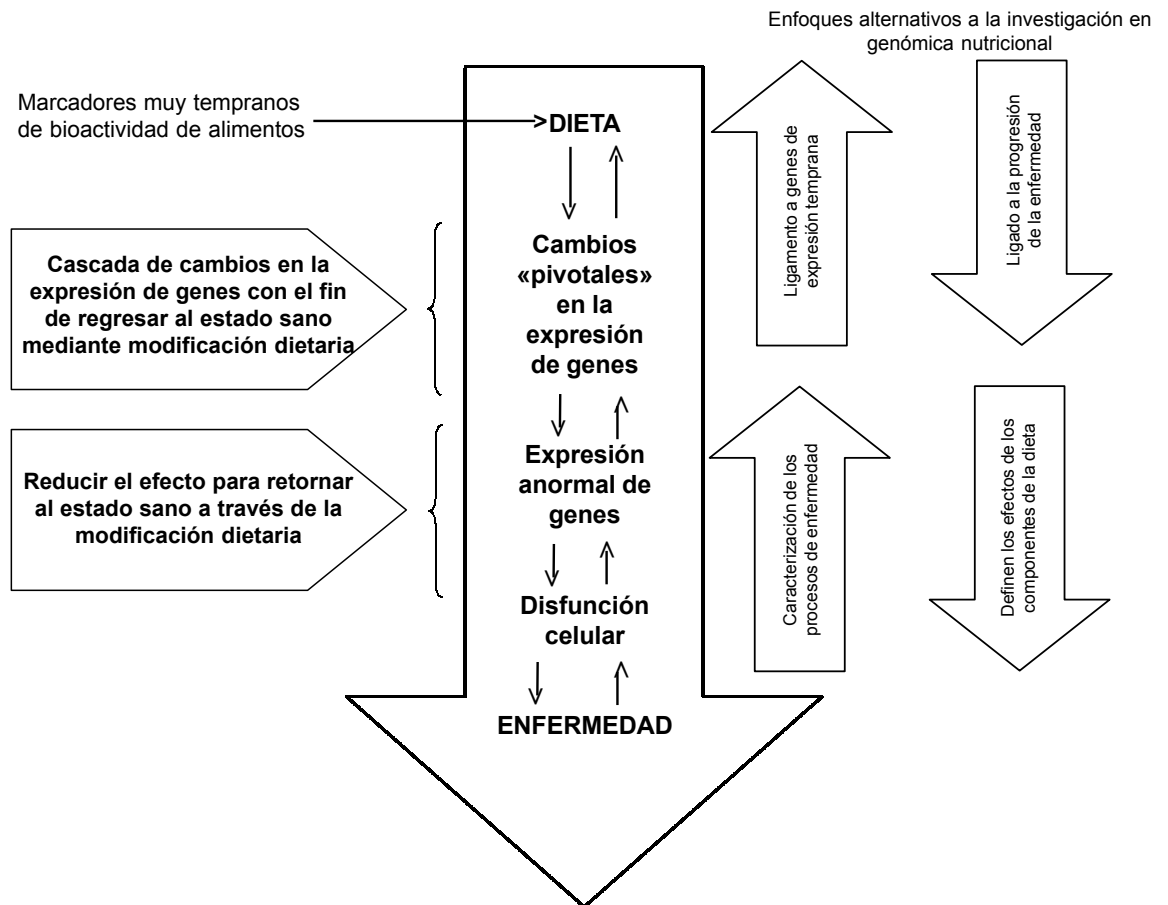 Enfoques alternativos a la investigación en
genómica nutricional
Marcadores muy tempranos
de bioactividad de alimentos
>DIETA
Cascada de cambios en la
expresión de genes con el fin
de regresar al estado sano
mediante modificación dietaria
Cambios
«pivotales»
en la
expresión
de genes
Ligamento a genes de
expresión temprana
Ligado a la progresión
de la enfermedad
Reducir el efecto para retornar
al estado sano a través de la
modificación dietaria
Expresión
anormal de
genes
Disfunción
celular
ENFERMEDAD
Caracterización de los
procesos de enfermedad
Definen los efectos de los
componentes de la dieta